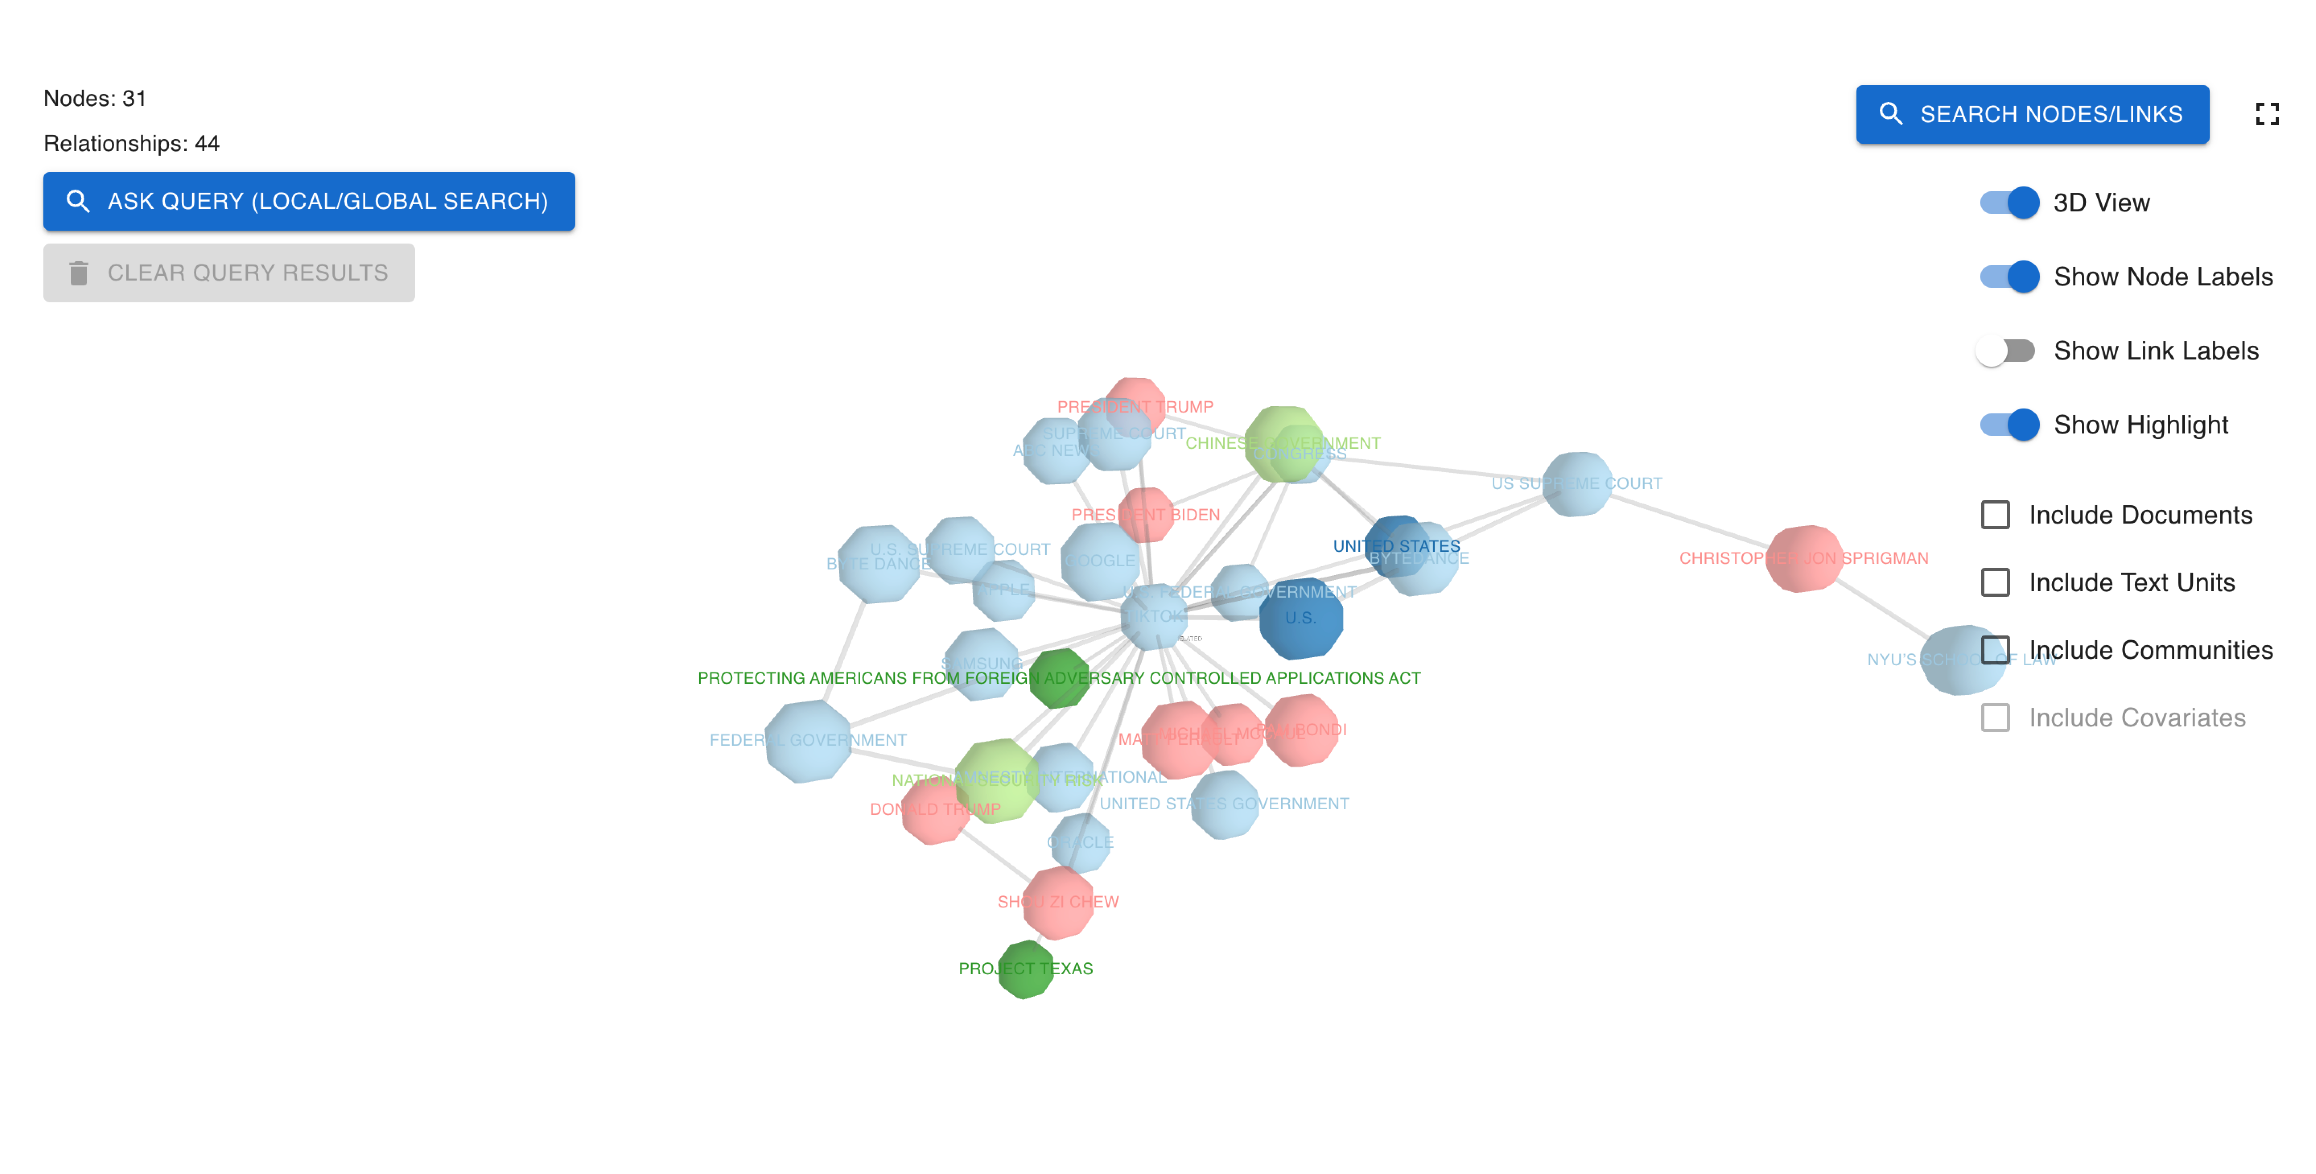 Nodes: 31
Relationships: 44
ASK QUERY (LOCAL/GLOBAL SEARCH)
CLEAR QUERY RESULTS
SEARCH NODES/LINKS
3D View
Show Node Labels
Show Link Labels
Show Highlight
Include Documents
Include Text Units
Include Communities
Include Covariates
PRESIDENT TRUMP
SUPREME COURT
ABC NEW
CHINESE GOVERNMENT
CONGRESS
US SUPREME COURT
PRESIDENT BIDEN
UNITED STATES
BYTEDANCE
U.S. SUPREME COURT
BYTE DANCE
GOOGLE
CHRISTOPHER JON SPRIGMAN
APPLE
U.S. FEDERAL GOVERNMENT
TIKTOK
U.S.
RELATED
SAMSUNG
NYU'S SCHOOL OF LAW
PROTECTING AMERICANS FROM FOREIGN ADVERSARY CONTROLLED APPLICATIONS ACT
FEDERAL GOVERNMENT
MICHAEL MCCAUL
PAM BONDI
NATIONAL SECURITY RISK
AMNESTY INTERNATIONAL
UNITED STATES GOVERNMENT
DONALD TRUMP
ORACLE
SHOU ZI CHEW
PROJECT TEXAS